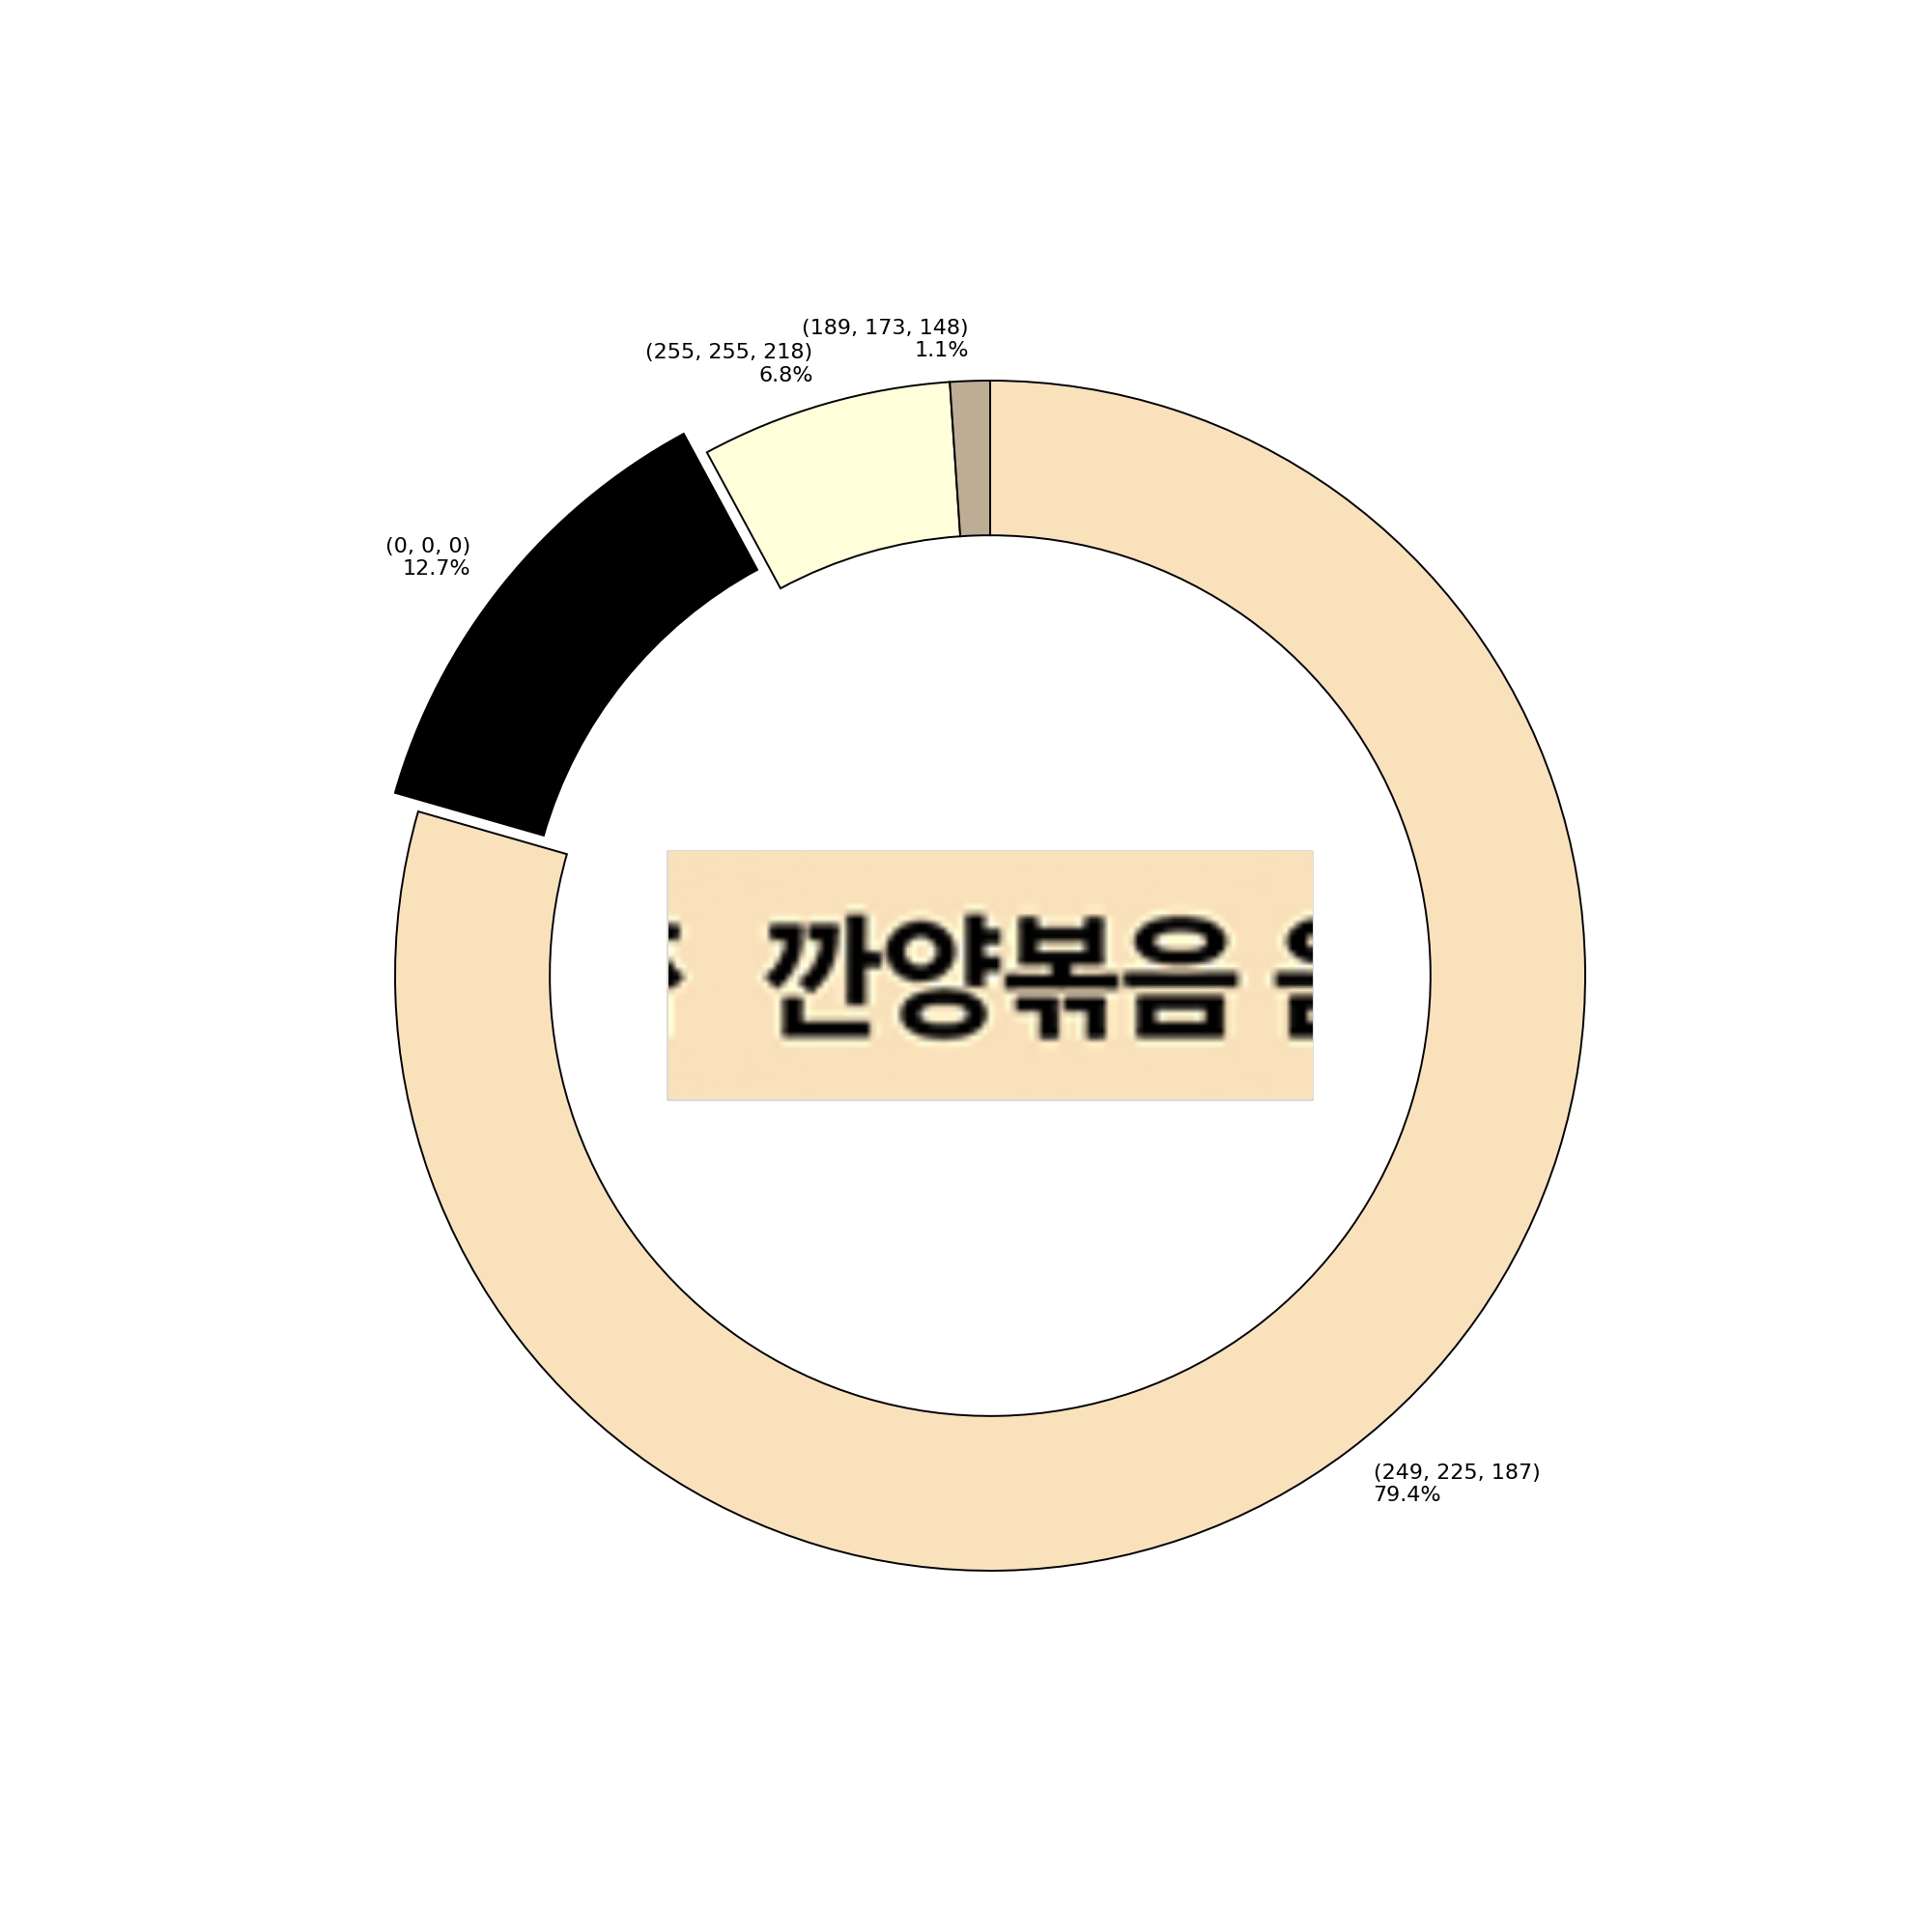 (189, 173, 148)
1.1%
(255, 255, 218)
6.8%
(0, 0, 0)
12.7%
깐양볶음
(249, 225, 187)
79.4%